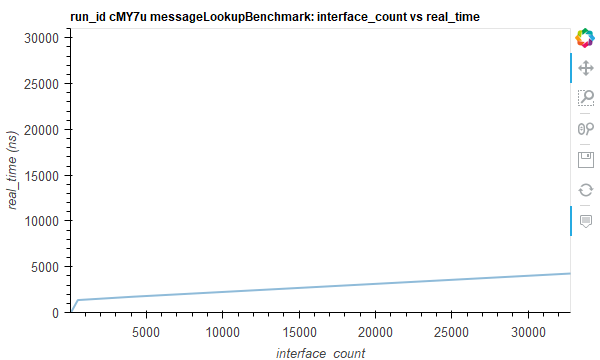 run_id cMY7u messageLookupBenchmark: interface_count vs real_time
30000
25000
20000
15000
10000
5000
0
real_time (ns)
5000 10000 15000 20000 25000 30000
interface_count